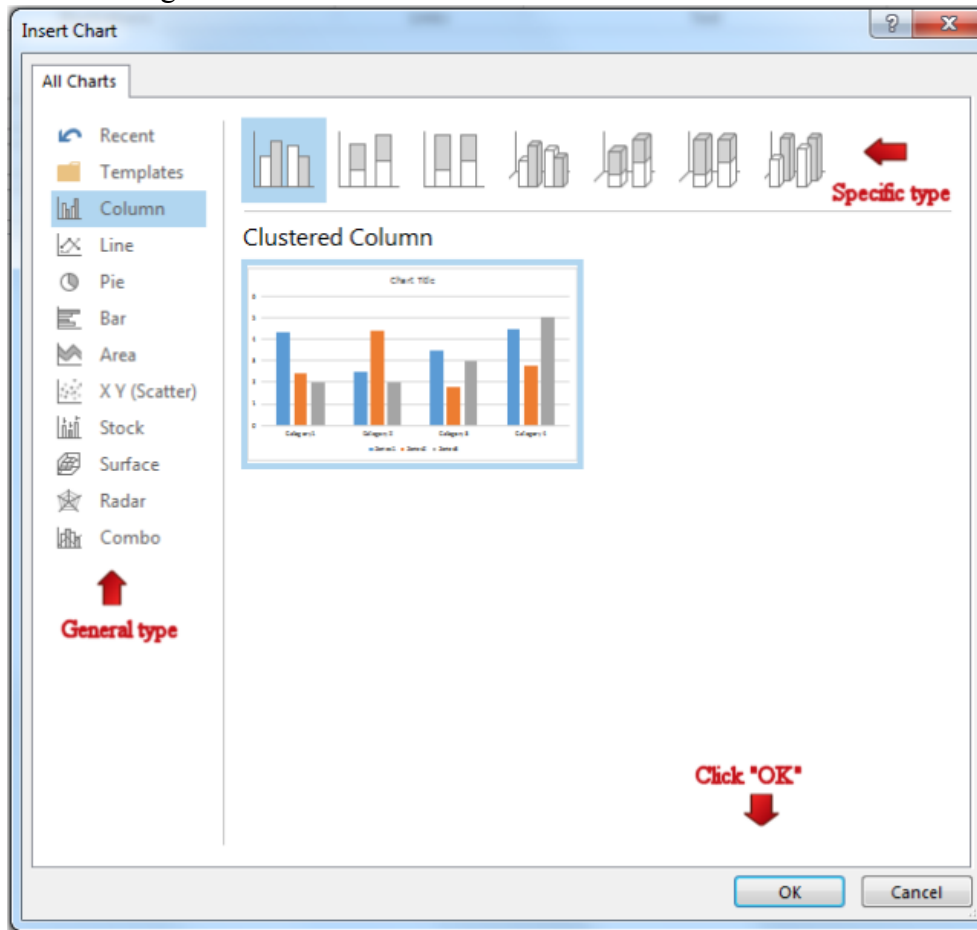 Insert Chart
?
All Charts
Recent
Templates
Column
Line
Pie
Bar
Area
X Y (Scatter)
Stock
Surface
Radar
Combo
General type
Specific type
Clustered Column
Chart Title
Click "OK"
OK
Cancel